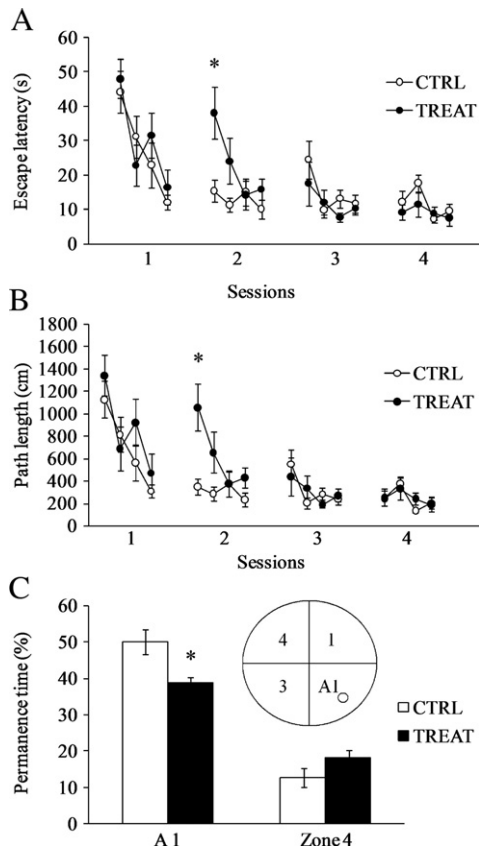 A
Escape latency (s)
60
50
40
30
20
10
0
*
CTRL
TREAT
1 2 3 4
Sessions
B
Path length (cm)
1800
1600
1400
1200
1000
800
600
400
200
0
*
CTRL
TREAT
1 2 3 4
Sessions
C
Permanence time (%)
60
50
40
30
20
10
0
*
4 1
3 A1
CTRL
TREAT
A 1 Zone 4